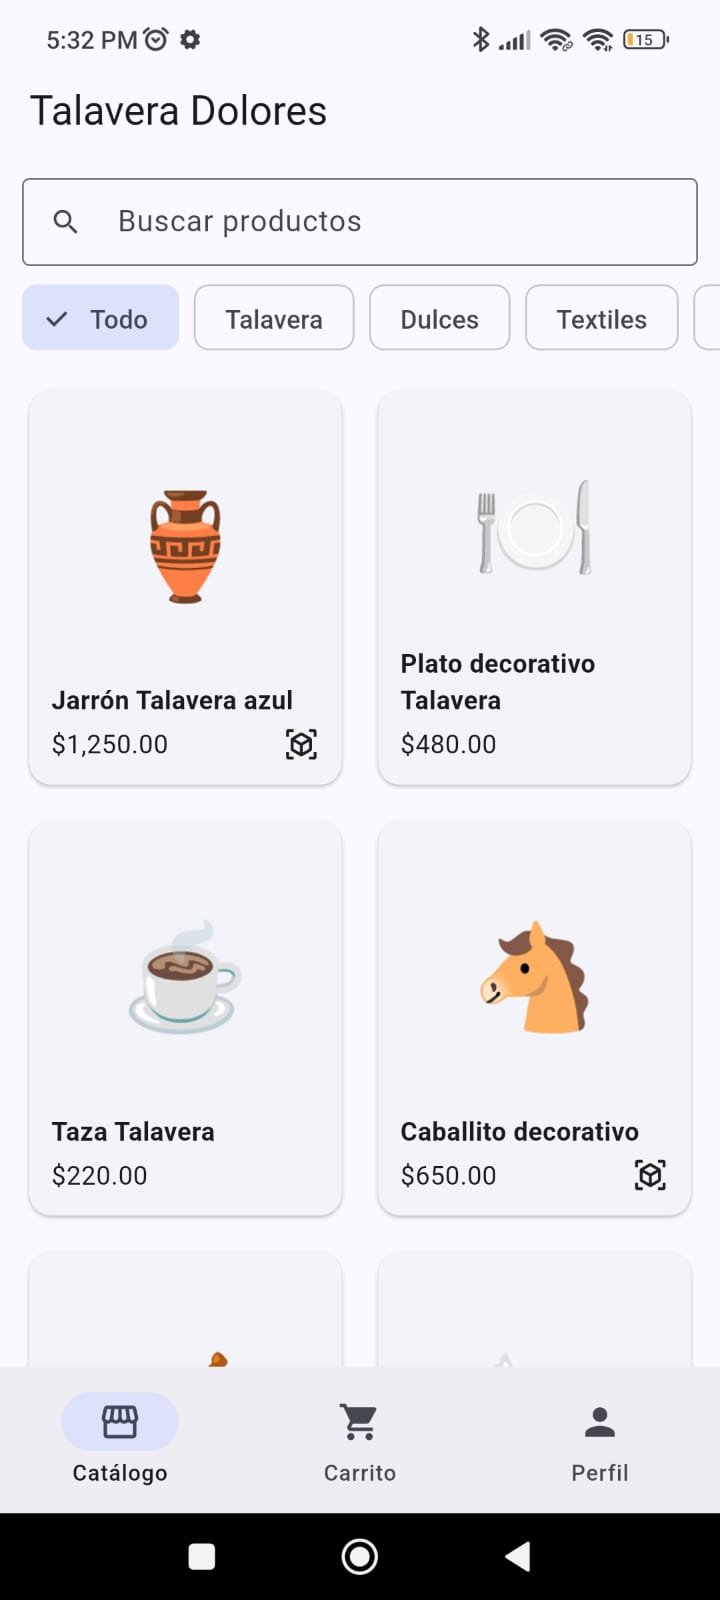 5:32 PM
15
Talavera Dolores
Buscar productos
Todo
Talavera
Dulces
Textiles
Jarrón Talavera azul
$1,250.00
Plato decorativo
Talavera
$480.00
Taza Talavera
$220.00
Caballito decorativo
$650.00
Catálogo
Carrito
Perfil